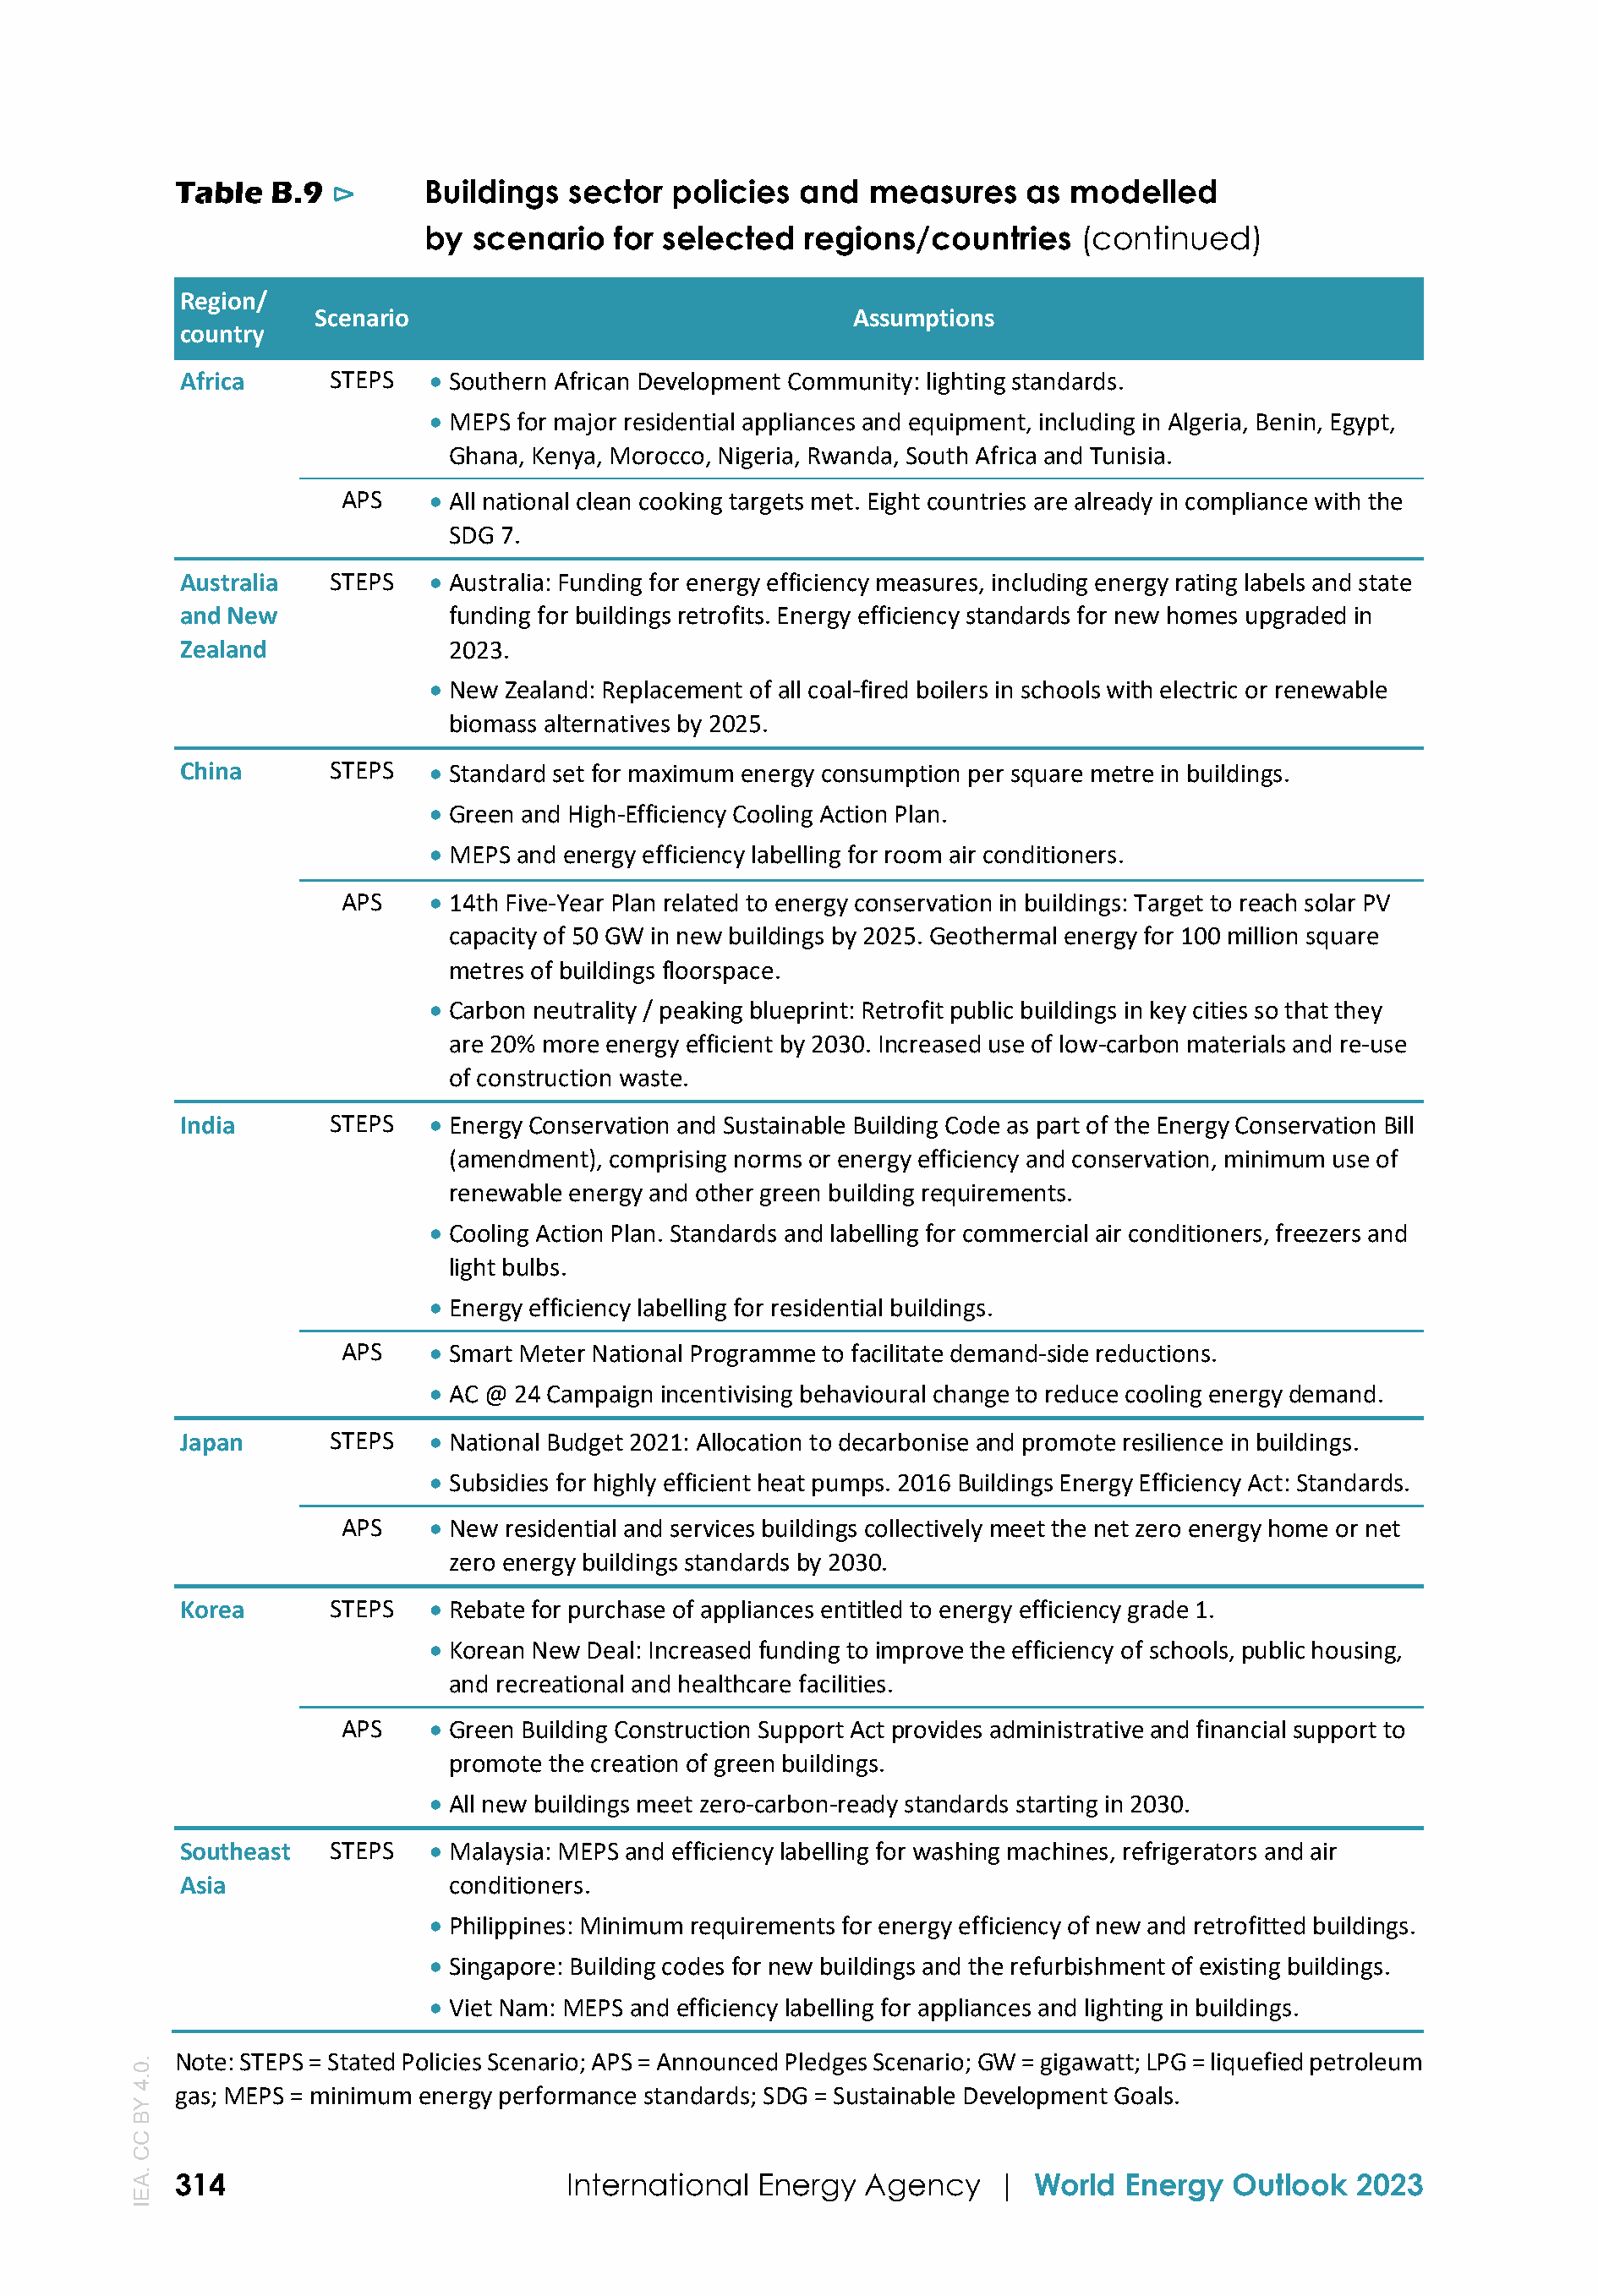 Table B.9 ⊳ Buildings sector policies and measures as modelled
by scenario for selected regions/countries (continued)
Region/
country
Scenario
Assumptions
Africa STEPS • Southern African Development Community: lighting standards.
• MEPS for major residential appliances and equipment, including in Algeria, Benin, Egypt,
Ghana, Kenya, Morocco, Nigeria, Rwanda, South Africa and Tunisia.
APS • All national clean cooking targets met. Eight countries are already in compliance with the
SDG 7.
Australia STEPS • Australia: Funding for energy efficiency measures, including energy rating labels and state
and New funding for buildings retrofits. Energy efficiency standards for new homes upgraded in
Zealand 2023.
• New Zealand: Replacement of all coal-fired boilers in schools with electric or renewable
biomass alternatives by 2025.
China STEPS • Standard set for maximum energy consumption per square metre in buildings.
• Green and High-Efficiency Cooling Action Plan.
• MEPS and energy efficiency labelling for room air conditioners.
APS • 14th Five-Year Plan related to energy conservation in buildings: Target to reach solar PV
capacity of 50 GW in new buildings by 2025. Geothermal energy for 100 million square
metres of buildings floorspace.
• Carbon neutrality / peaking blueprint: Retrofit public buildings in key cities so that they
are 20% more energy efficient by 2030. Increased use of low-carbon materials and re-use
of construction waste.
India STEPS • Energy Conservation and Sustainable Building Code as part of the Energy Conservation Bill
(amendment), comprising norms or energy efficiency and conservation, minimum use of
renewable energy and other green building requirements.
• Cooling Action Plan. Standards and labelling for commercial air conditioners, freezers and
light bulbs.
• Energy efficiency labelling for residential buildings.
APS • Smart Meter National Programme to facilitate demand-side reductions.
• AC @ 24 Campaign incentivising behavioural change to reduce cooling energy demand.
Japan STEPS • National Budget 2021: Allocation to decarbonise and promote resilience in buildings.
• Subsidies for highly efficient heat pumps. 2016 Buildings Energy Efficiency Act: Standards.
APS • New residential and services buildings collectively meet the net zero energy home or net
zero energy buildings standards by 2030.
Korea STEPS • Rebate for purchase of appliances entitled to energy efficiency grade 1.
• Korean New Deal: Increased funding to improve the efficiency of schools, public housing,
and recreational and healthcare facilities.
APS • Green Building Construction Support Act provides administrative and financial support to
promote the creation of green buildings.
• All new buildings meet zero-carbon-ready standards starting in 2030.
Southeast STEPS • Malaysia: MEPS and efficiency labelling for washing machines, refrigerators and air
Asia conditioners.
• Philippines: Minimum requirements for energy efficiency of new and retrofitted buildings.
• Singapore: Building codes for new buildings and the refurbishment of existing buildings.
• Viet Nam: MEPS and efficiency labelling for appliances and lighting in buildings.
Note: STEPS = Stated Policies Scenario; APS = Announced Pledges Scenario; GW = gigawatt; LPG = liquefied petroleum
gas; MEPS = minimum energy performance standards; SDG = Sustainable Development Goals.
IEA. CC BY 4.0.
314 International Energy Agency | World Energy Outlook 2023